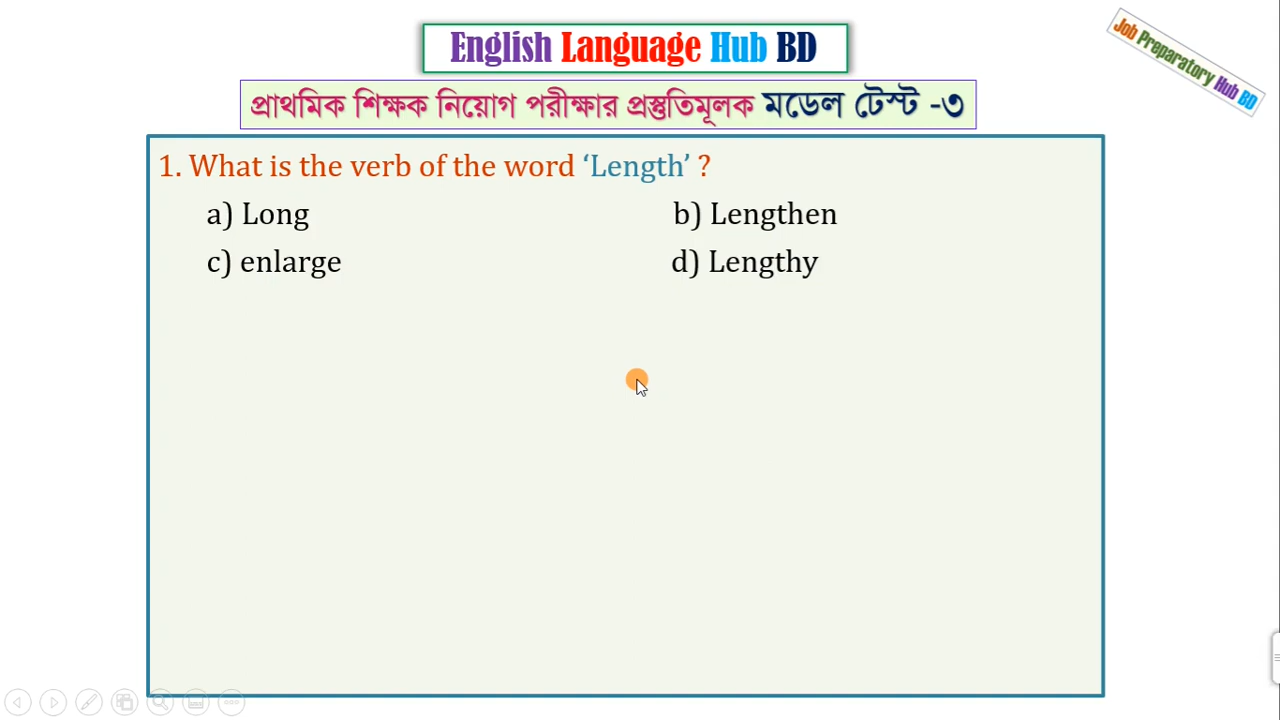 English Language Hub BD
Job Preparatory Hub BD
প্রাথমিক শিক্ষক নিয়োগ পরীক্ষার প্রস্তুতিমূলক মডেল টেস্ট -৩
1. What is the verb of the word ‘Length’ ?
a) Long b) Lengthen
c) enlarge d) Lengthy